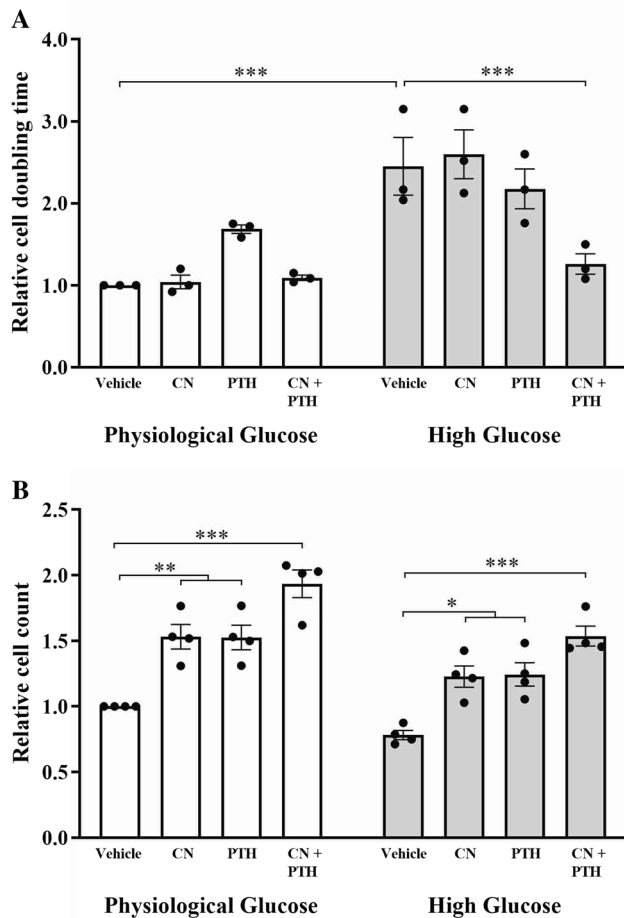 A
Relative cell doubling time
4.0
3.0
2.0
1.0
0.0
***
***
Vehicle
CN
PTH
CN +
PTH
Vehicle
CN
PTH
CN +
PTH
Physiological Glucose
High Glucose
B
Relative cell count
2.5
2.0
1.5
1.0
0.5
0.0
***
**
***
*
Vehicle
CN
PTH
CN +
PTH
Vehicle
CN
PTH
CN +
PTH
Physiological Glucose
High Glucose